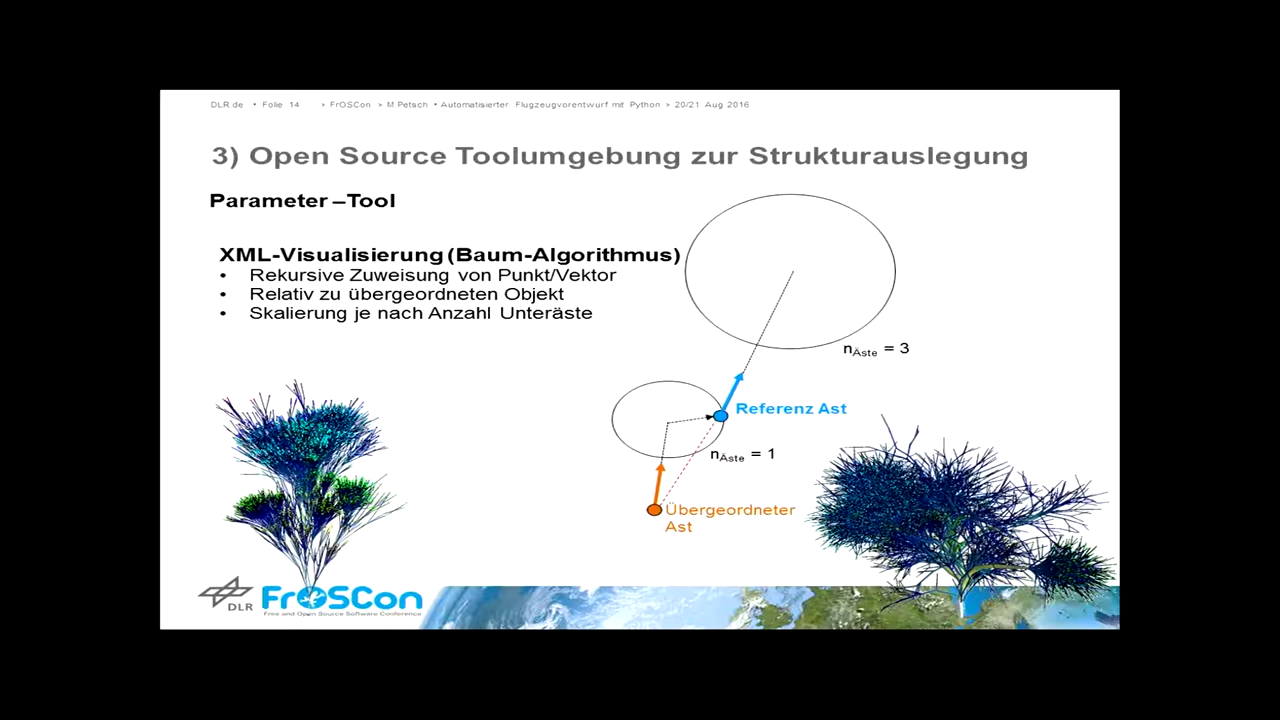 DLR.de • Folie 14 > FrOSCon > M Petsch • Automatisierter Flugzeugvorentwurf mit Python > 20/21 Aug 2016
3) Open Source Toolumgebung zur Strukturauslegung
Parameter –Tool
XML-Visualisierung (Baum-Algorithmus)
• Rekursive Zuweisung von Punkt/Vektor
• Relativ zu übergeordneten Objekt
• Skalierung je nach Anzahl Unteräste
nÄste = 3
Referenz Ast
nÄste = 1
Übergeordneter
Ast
DLR
FrOSCon
Free and Open Source Software Conference